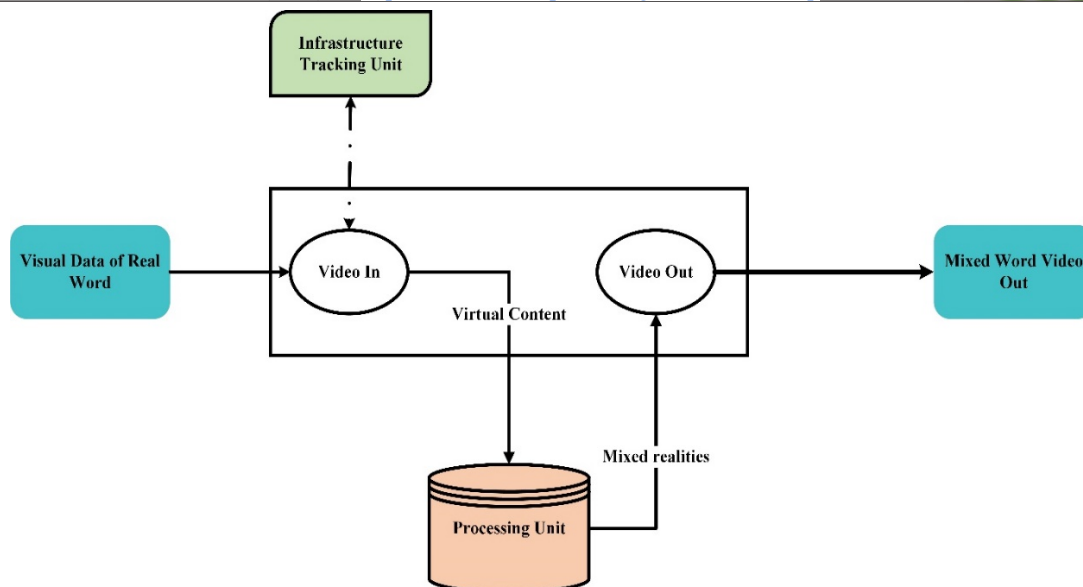 Infrastructure
Tracking Unit
Visual Data of Real
Word
Video In
Video Out
Mixed Word Video
Out
Virtual Content
Mixed realities
Processing Unit